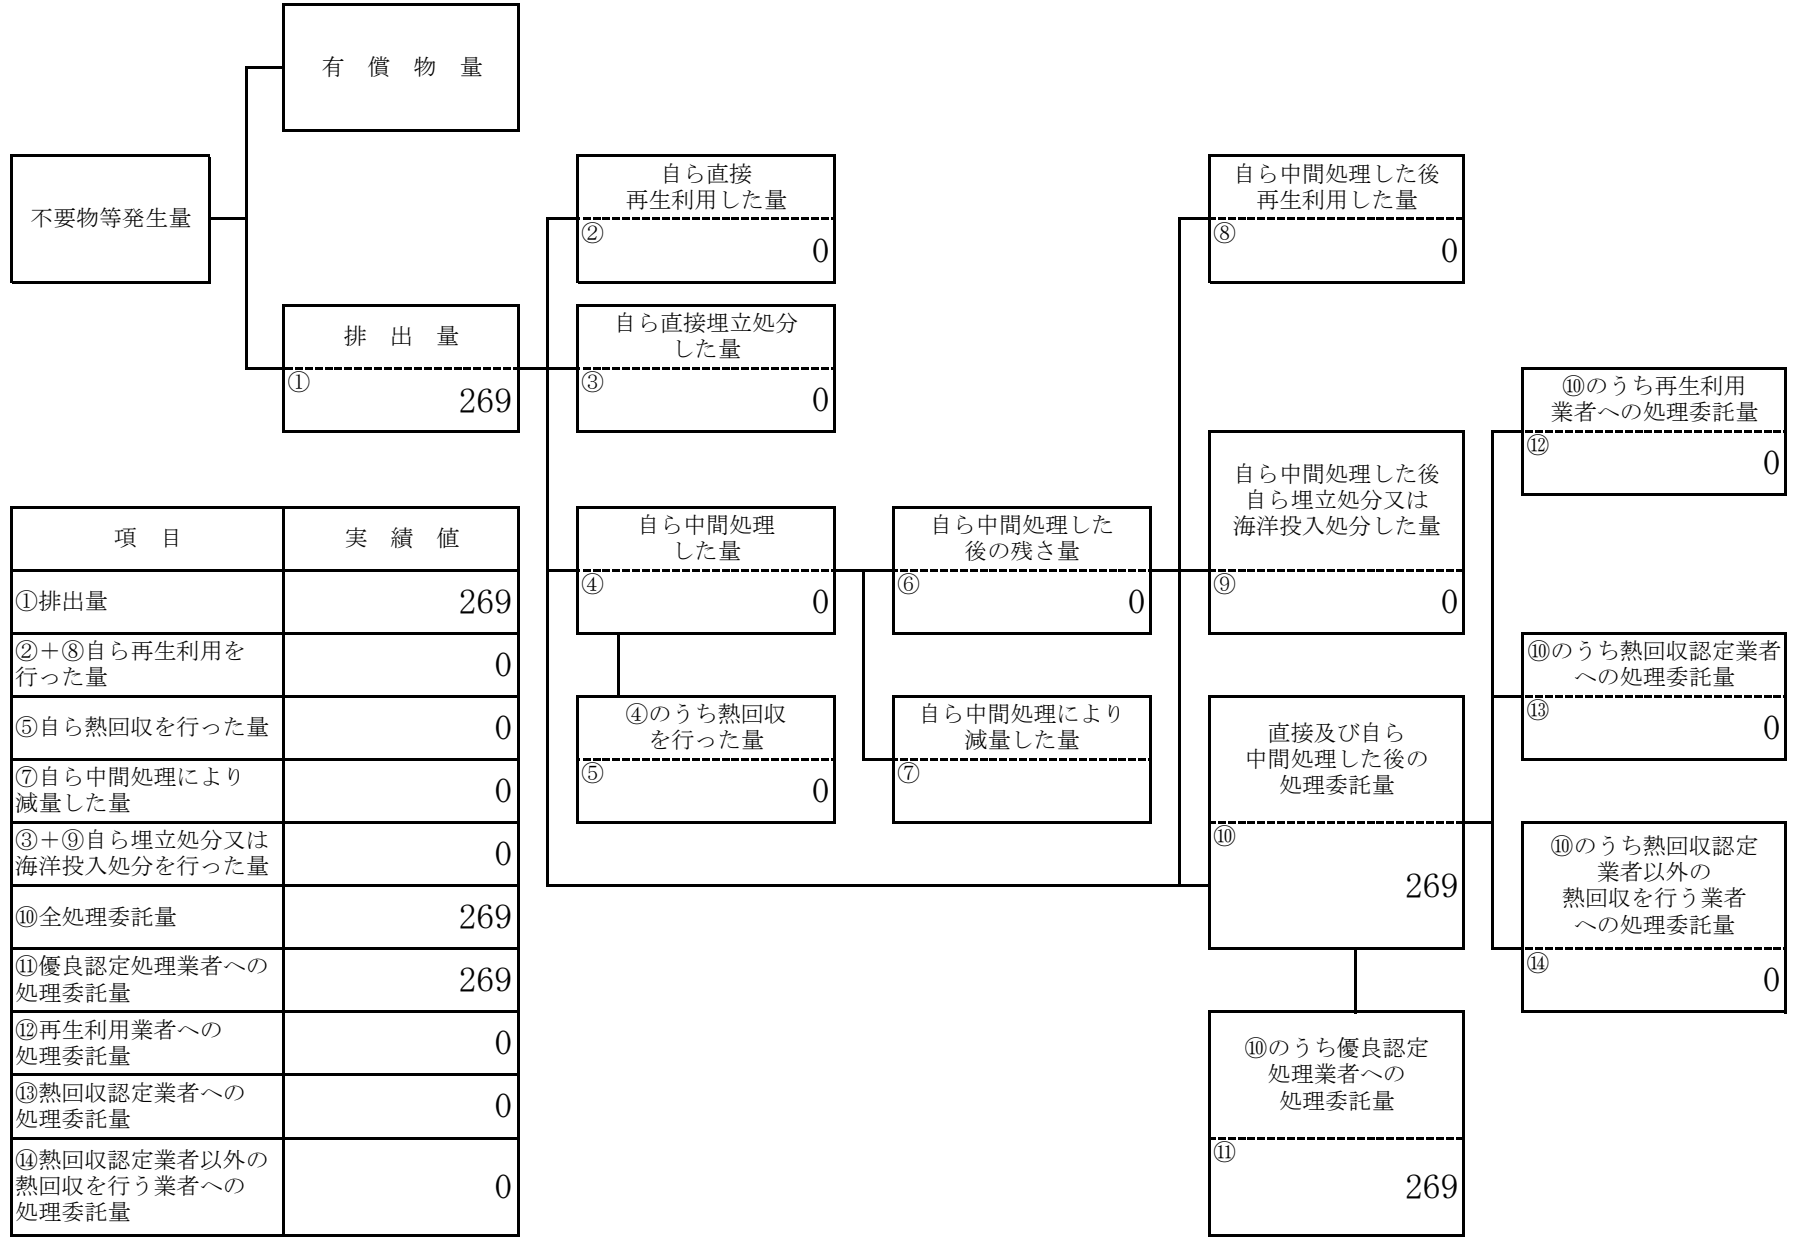 有　償　物　量
不要物等発生量
排　出　量
①
269
自ら直接
再生利用した量
②
0
自ら直接埋立処分
した量
③
0
自ら中間処理
した量
④
0
④のうち熱回収
を行った量
⑤
0
自ら中間処理した
後の残さ量
⑥
0
自ら中間処理により
減量した量
⑦
自ら中間処理した後
再生利用した量
⑧
0
自ら中間処理した後
自ら埋立処分又は
海洋投入処分した量
⑨
0
直接及び自ら
中間処理した後の
処理委託量
⑩
269
⑩のうち優良認定
処理業者への
処理委託量
⑪
269
⑩のうち再生利用
業者への処理委託量
⑫
0
⑩のうち熱回収認定業者
への処理委託量
⑬
0
⑩のうち熱回収認定
業者以外の
熱回収を行う業者
への処理委託量
⑭
0
項　目
実　績　値
①排出量
269
②＋⑧自ら再生利用を
行った量
0
⑤自ら熱回収を行った量
0
⑦自ら中間処理により
減量した量
0
③＋⑨自ら埋立処分又は
海洋投入処分を行った量
0
⑩全処理委託量
269
⑪優良認定処理業者への
処理委託量
269
⑫再生利用業者への
処理委託量
0
⑬熱回収認定業者への
処理委託量
0
⑭熱回収認定業者以外の
熱回収を行う業者への
処理委託量
0